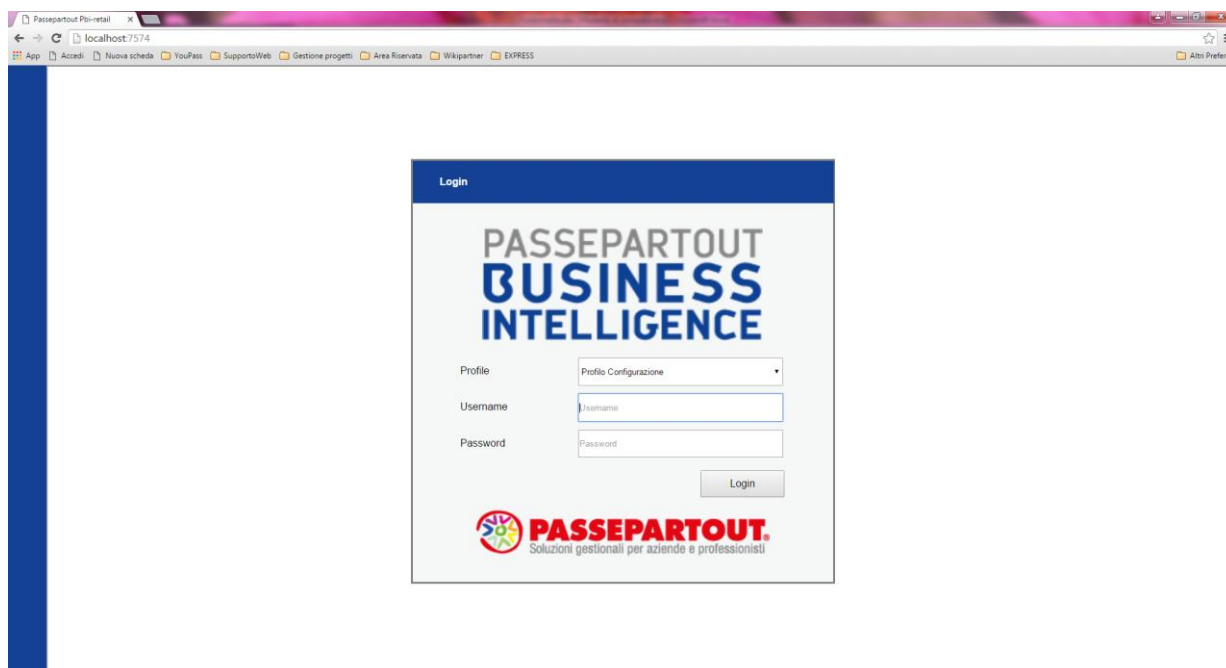 Passepartout Pbi-retail
localhost:7574
App Accedi Nuova scheda YouPass SupportoWeb Gestione progetti Area Riservata Wikipartner EXPRESS Altri Prefer
Login
PASSEPARTOUT
BUSINESS
INTELLIGENCE
Profile Profilo Configurazione
Username Username
Password Password
Login
PASSEPARTOUT®
Soluzioni gestionali per aziende e professionisti